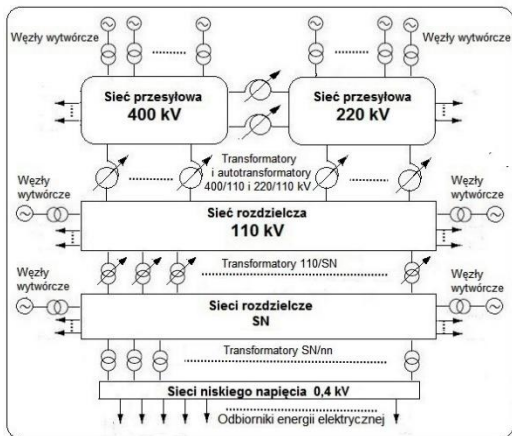 Węzły wytwórcze
Węzły wytwórcze
Sieć przesyłowa
400 kV
Sieć przesyłowa
220 kV
Transformatory
i autotransformatory
400/110 i 220/110 kV
Węzły
wytwórcze
Węzły
wytwórcze
Sieć rozdzielcza
110 kV
Transformatory 110/SN
Węzły
wytwórcze
Węzły
wytwórcze
Sieci rozdzielcze
SN
Transformatory SN/nn
Sieci niskiego napięcia 0,4 kV
Odbiorniki energii elektrycznej